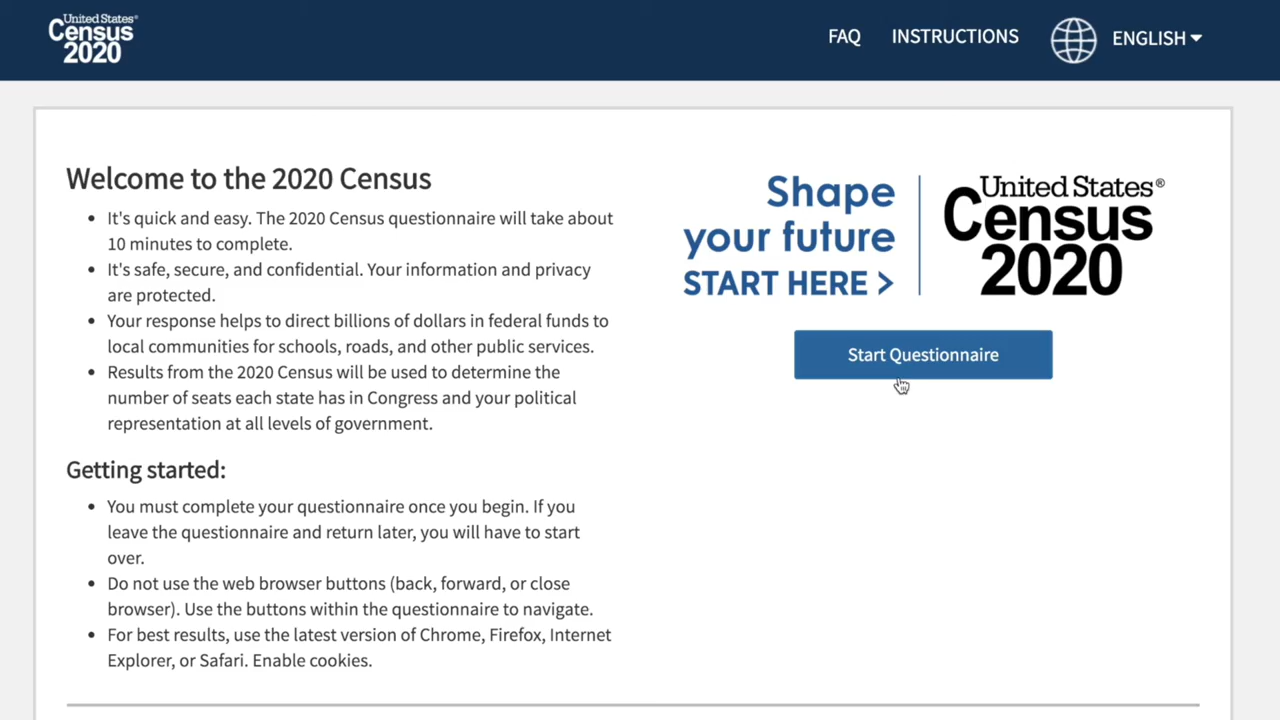 United States®
Census
2020
FAQ
INSTRUCTIONS
ENGLISH
Welcome to the 2020 Census
• It's quick and easy. The 2020 Census questionnaire will take about
10 minutes to complete.
• It's safe, secure, and confidential. Your information and privacy
are protected.
• Your response helps to direct billions of dollars in federal funds to
local communities for schools, roads, and other public services.
• Results from the 2020 Census will be used to determine the
number of seats each state has in Congress and your political
representation at all levels of government.
Getting started:
• You must complete your questionnaire once you begin. If you
leave the questionnaire and return later, you will have to start
over.
• Do not use the web browser buttons (back, forward, or close
browser). Use the buttons within the questionnaire to navigate.
• For best results, use the latest version of Chrome, Firefox, Internet
Explorer, or Safari. Enable cookies.
Shape
your future
START HERE >
United States®
Census
2020
Start Questionnaire